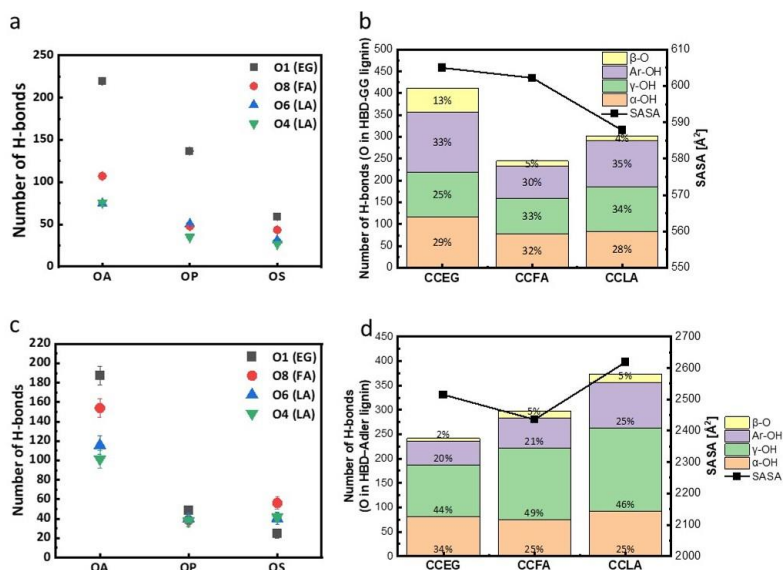 a
250
200
150
100
50
0
Number of H-bonds
OA OP OS
O1 (EG)
O8 (FA)
O6 (LA)
O4 (LA)
b
500
450
400
350
300
250
200
150
100
50
0
Number of H-bonds (O in HBD-GG lignin)
β-O
Ar-OH
γ-OH
α-OH
SASA
13%
33%
25%
29%
5%
30%
33%
32%
4%
35%
34%
28%
CCEG CCFA CCLA
610
600
590
580
570
560
550
SASA [Å²]
c
220
200
180
160
140
120
100
80
60
40
20
0
Number of H-bonds
OA OP OS
O1 (EG)
O8 (FA)
O6 (LA)
O4 (LA)
d
450
400
350
300
250
200
150
100
50
0
Number of H-bonds
(O in HBD-Adler lignin)
2%
20%
44%
34%
5%
21%
49%
25%
5%
25%
46%
25%
CCEG CCFA CCLA
2700
2600
2500
2400
2300
2200
2100
2000
SASA [Å²]
β-O
Ar-OH
γ-OH
α-OH
SASA